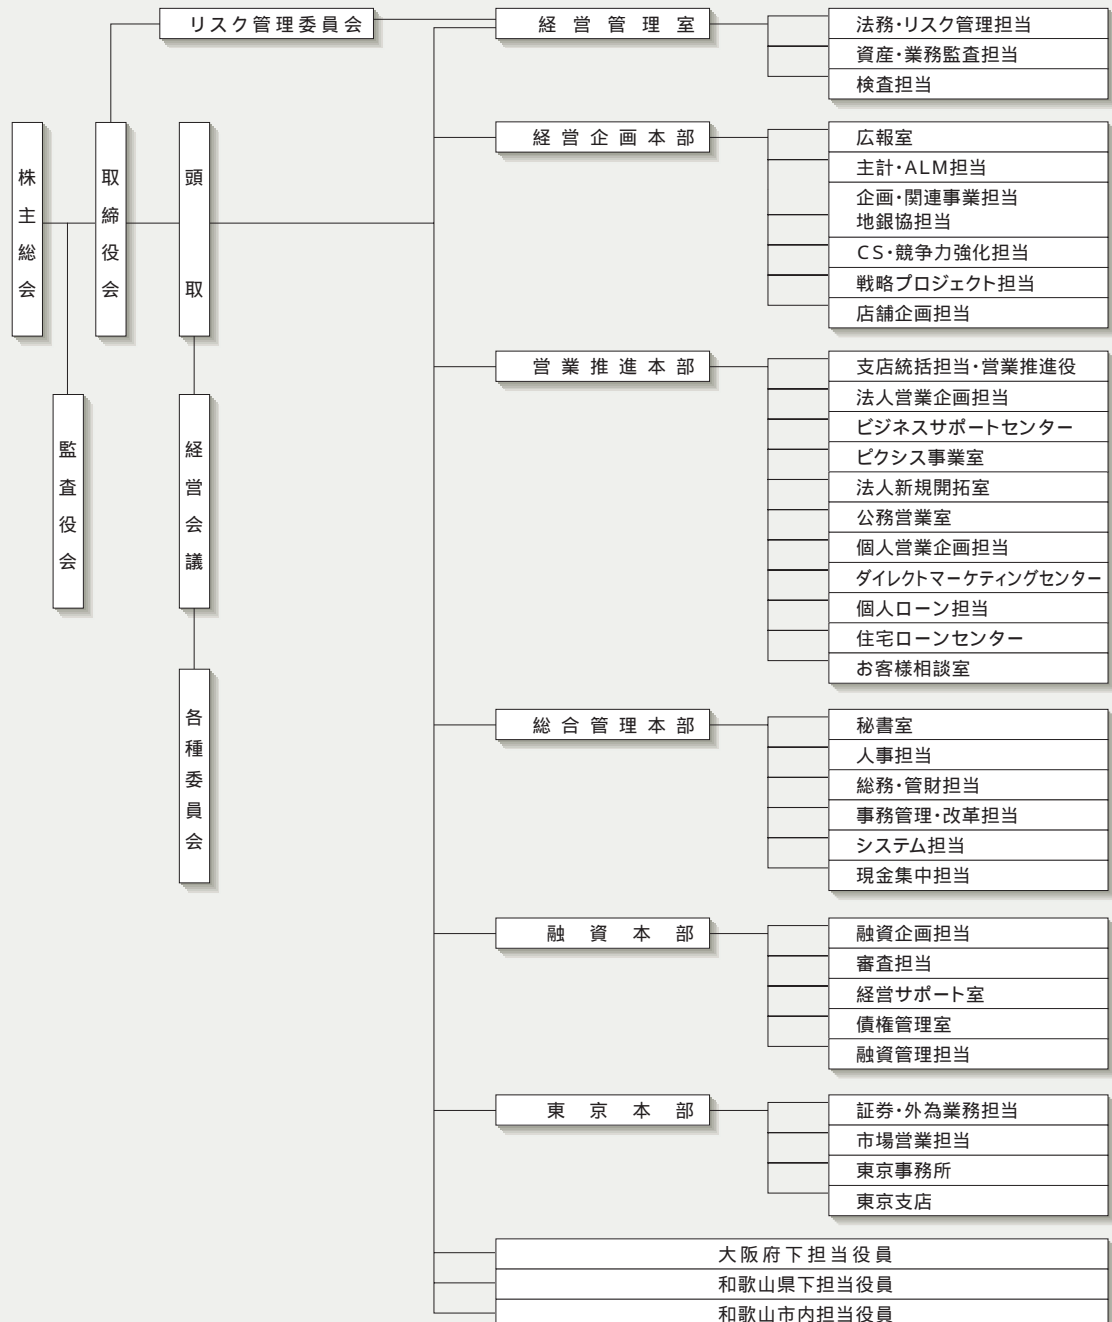 リスク管理委員会
株主総会
取締役会
頭取
監査役会
経営会議
各種委員会
経営管理室
法務・リスク管理担当
資産・業務監査担当
検査担当
経営企画本部
広報室
主計・ALM担当
企画・関連事業担当
地銀協担当
CS・競争力強化担当
戦略プロジェクト担当
店舗企画担当
営業推進本部
支店統括担当・営業推進役
法人営業企画担当
ビジネスサポートセンター
ピクシス事業室
法人新規開拓室
公務営業室
個人営業企画担当
ダイレクトマーケティングセンター
個人ローン担当
住宅ローンセンター
お客様相談室
総合管理本部
秘書室
人事担当
総務・管財担当
事務管理・改革担当
システム担当
現金集中担当
融資本部
融資企画担当
審査担当
経営サポート室
債権管理室
融資管理担当
東京本部
証券・外為業務担当
市場営業担当
東京事務所
東京支店
大阪府下担当役員
和歌山県下担当役員
和歌山市内担当役員